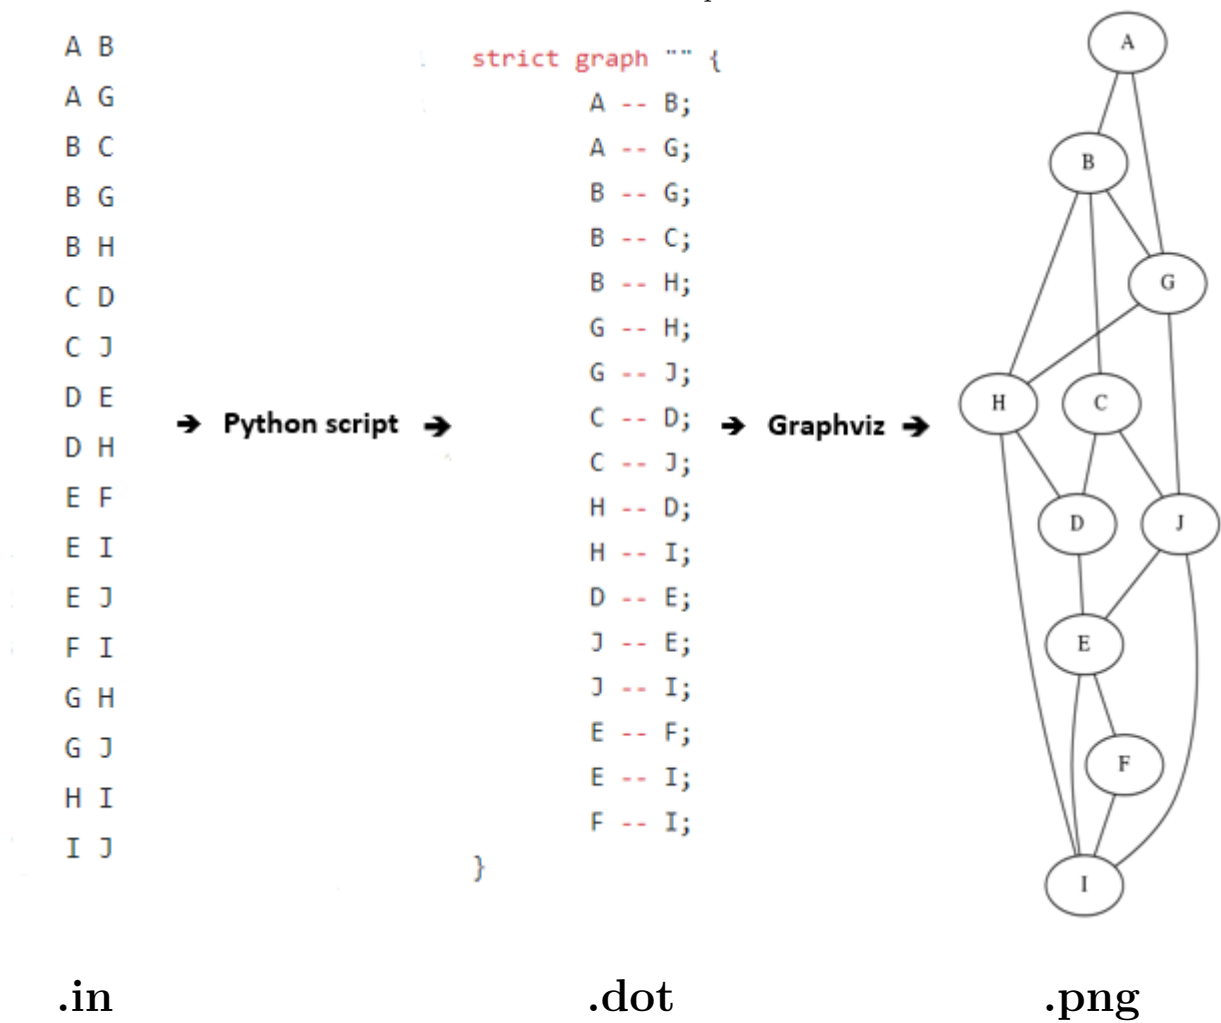 A B
A G
B C
B G
B H
C D
C J
D E
D H
E F
E I
E J
F I
G H
G J
H I
I J
➔ Python script ➔
strict graph "" {
A -- B;
A -- G;
B -- G;
B -- C;
B -- H;
G -- H;
G -- J;
C -- D;
C -- J;
H -- D;
H -- I;
D -- E;
J -- E;
J -- I;
E -- F;
E -- I;
F -- I;
}
➔ Graphviz ➔
A
B
G
H
C
D
J
E
F
I
.in
.dot
.png